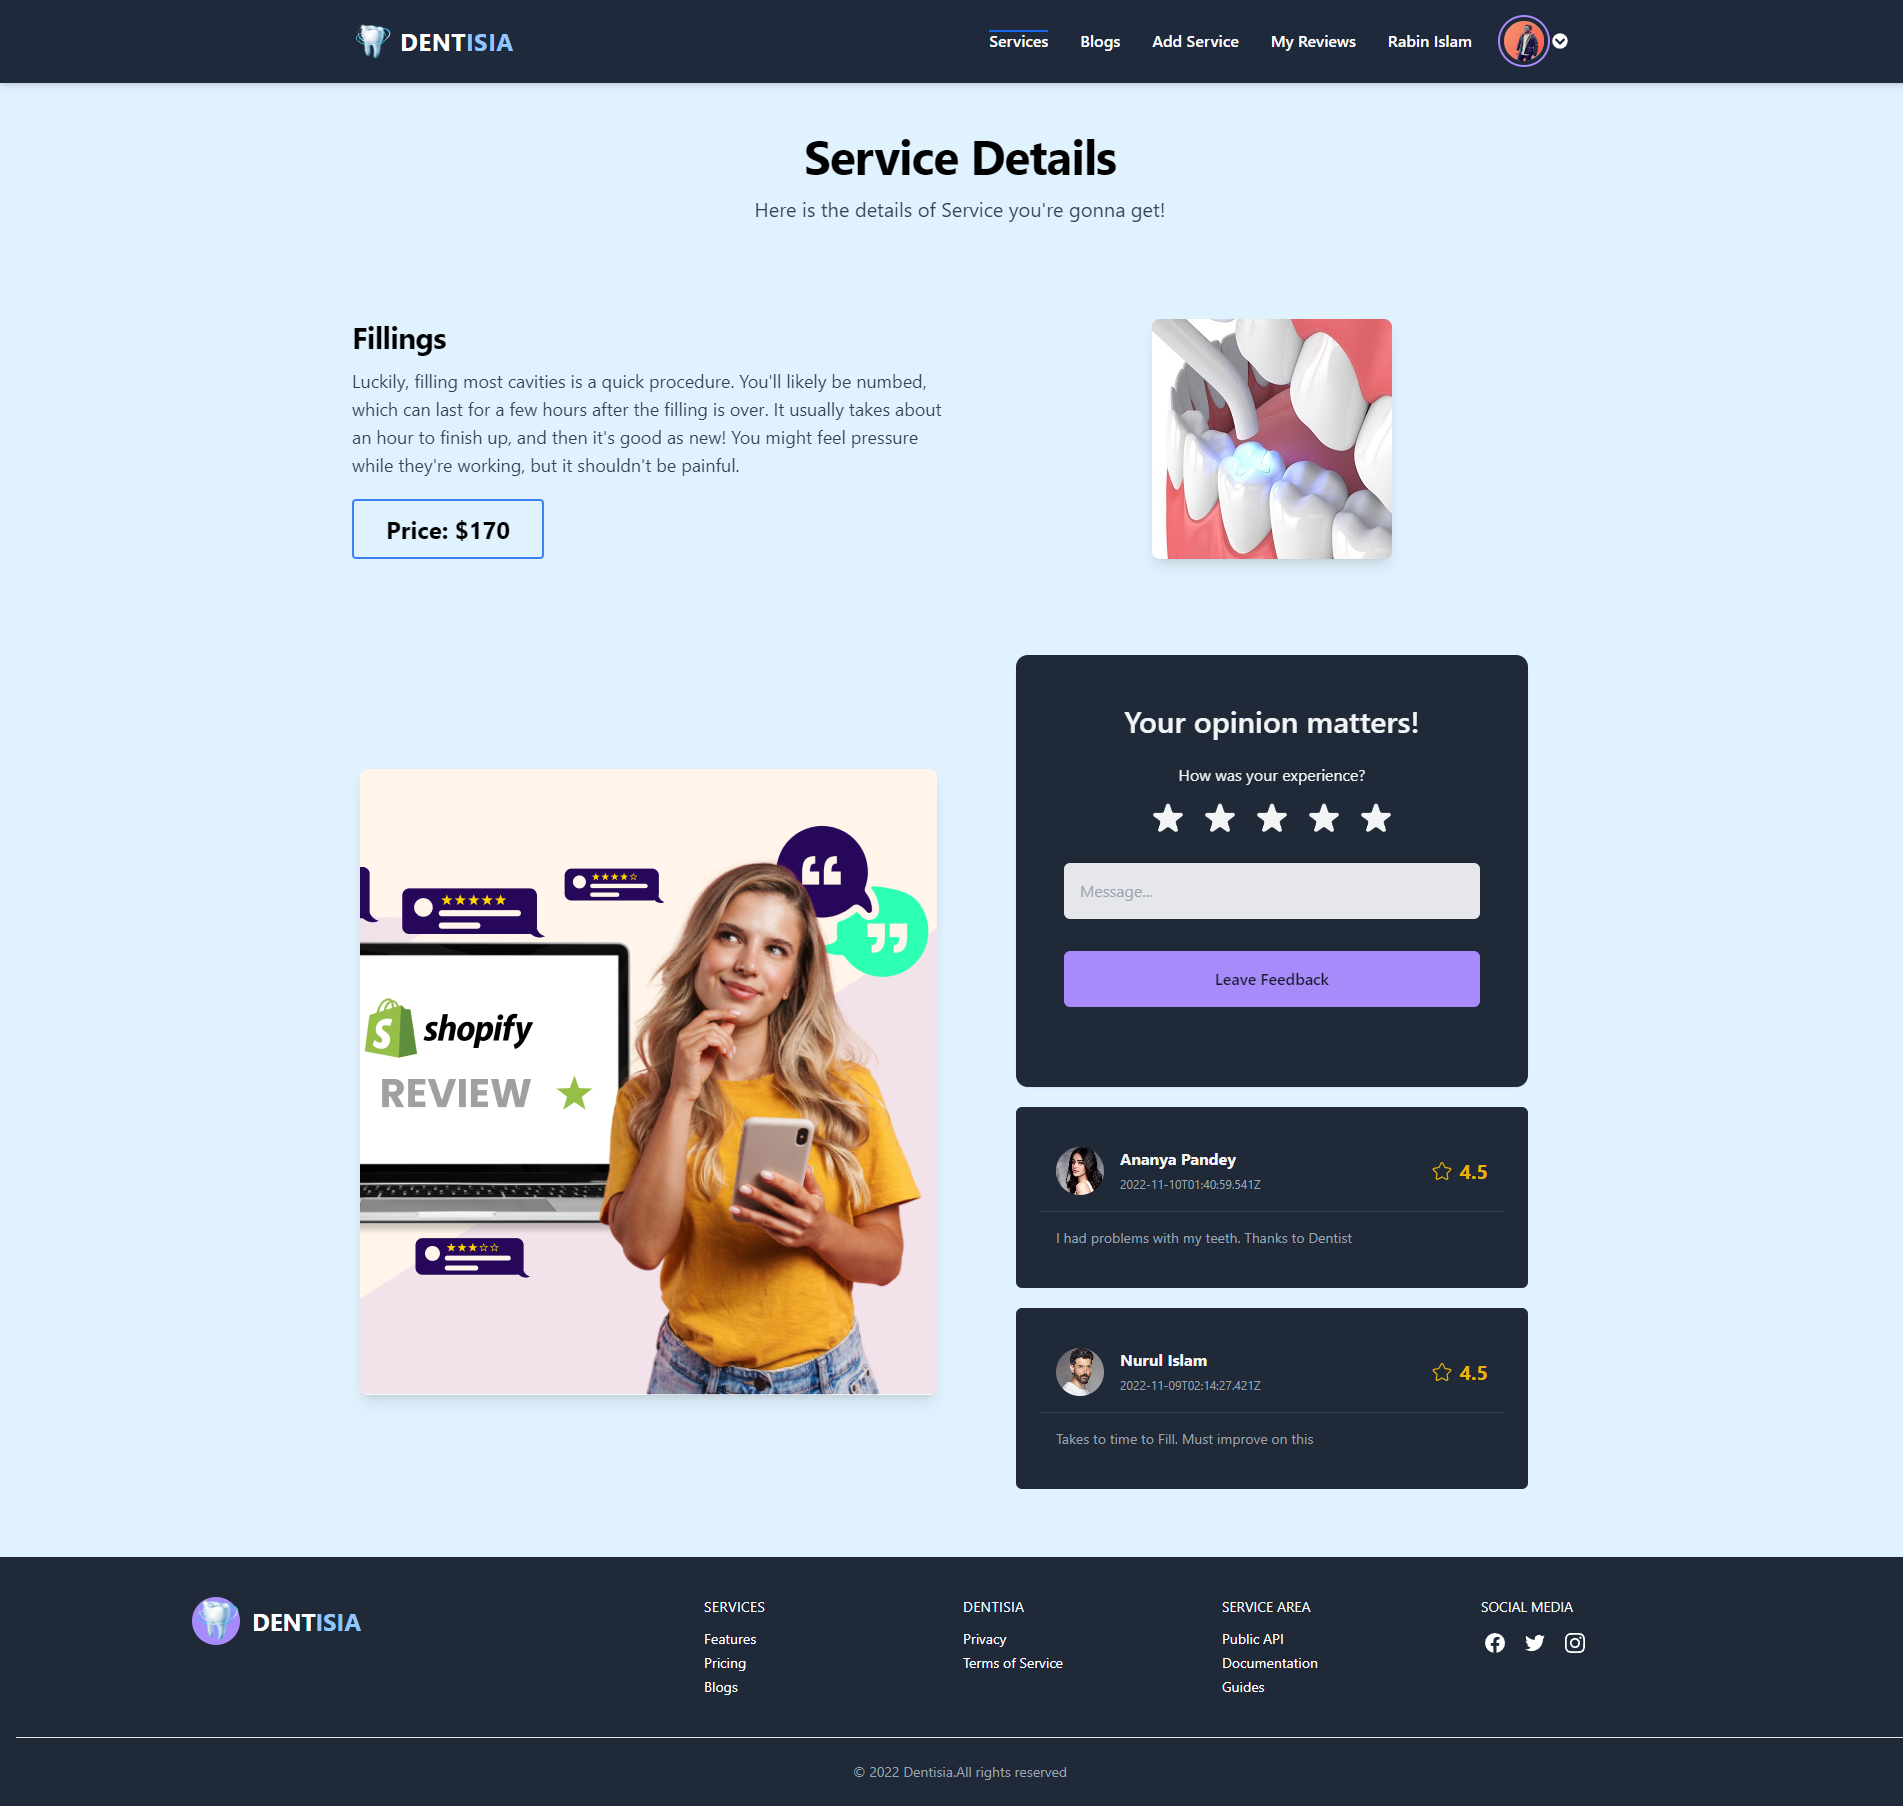 DENTISIA
Services
Blogs
Add Service
My Reviews
Rabin Islam
Service Details
Here is the details of Service you're gonna get!
Fillings
Luckily, filling most cavities is a quick procedure. You'll likely be numbed,
which can last for a few hours after the filling is over. It usually takes about
an hour to finish up, and then it's good as new! You might feel pressure
while they're working, but it shouldn't be painful.
Price: $170
shopify
REVIEW
Your opinion matters!
How was your experience?
Message...
Leave Feedback
Ananya Pandey
2022-11-10T01:40:59.541Z
4.5
I had problems with my teeth. Thanks to Dentist
Nurul Islam
2022-11-09T02:14:27.421Z
4.5
Takes to time to Fill. Must improve on this
DENTISIA
SERVICES
Features
Pricing
Blogs
DENTISIA
Privacy
Terms of Service
SERVICE AREA
Public API
Documentation
Guides
SOCIAL MEDIA
© 2022 Dentisia.All rights reserved